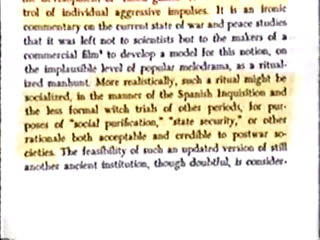 trol of individual aggressive impulses. It is an ironic
commentary on the current state of war and peace studies
that it was left not to scientists but to the makers of a
commercial film* to develop a model for this notion, on
the implausible level of popular melodrama, as a ritual-
ized manhunt. More realistically, such a ritual might be
socialized, in the manner of the Spanish Inquisition and
the less formal witch trials of other periods, for pur-
poses of "social purification," "state security," or other
rationale both acceptable and credible to postwar so-
cieties. The feasibility of such an updated version of still
another ancient institution, though doubtful, is consider-